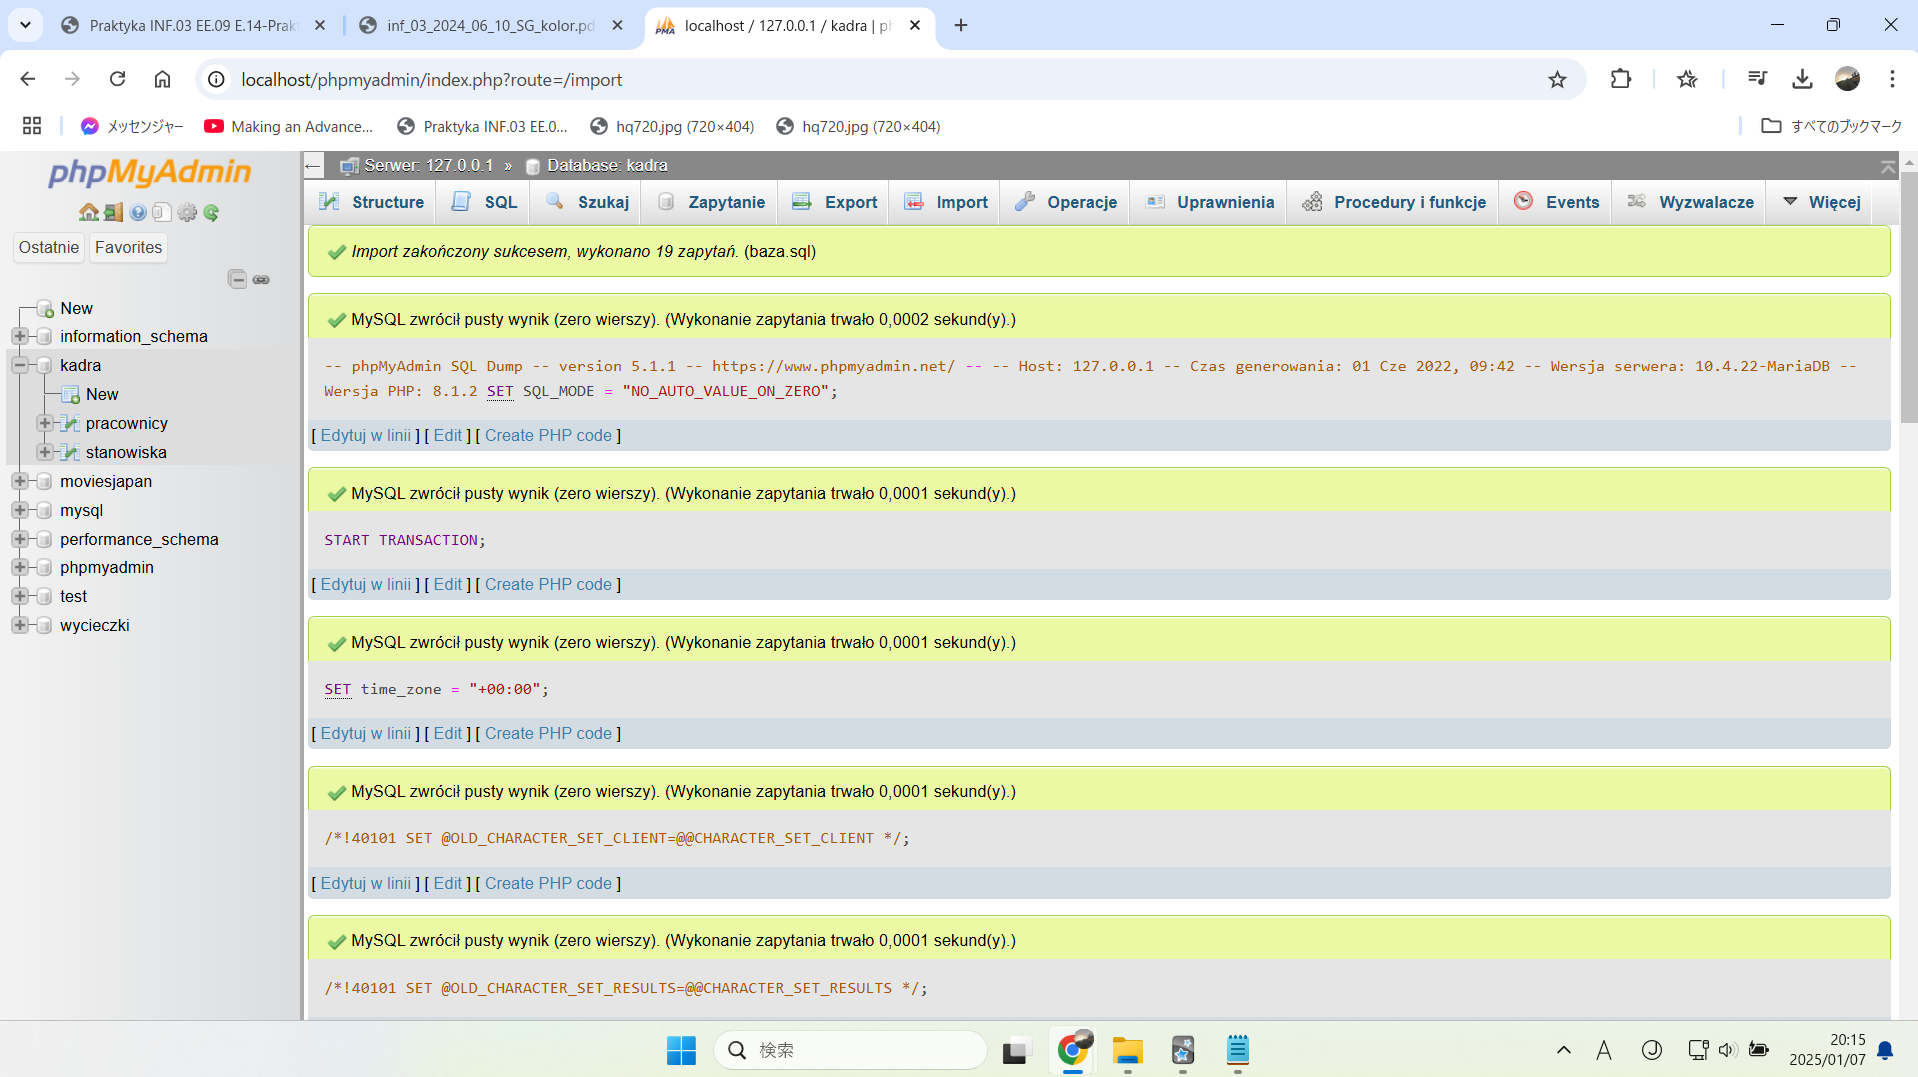 Praktyka INF.03 EE.09 E.14-Prakt
inf_03_2024_06_10_SG_kolor.pd
localhost / 127.0.0.1 / kadra | ph
localhost/phpmyadmin/index.php?route=/import
メッセンジャー
Making an Advance...
Praktyka INF.03 EE.0...
hq720.jpg (720×404)
hq720.jpg (720×404)
すべてのブックマーク
phpMyAdmin
Ostatnie
Favorites
New
information_schema
kadra
New
pracownicy
stanowiska
moviesjapan
mysql
performance_schema
phpmyadmin
test
wycieczki
Serwer: 127.0.0.1 » Database: kadra
Structure
SQL
Szukaj
Zapytanie
Export
Import
Operacje
Uprawnienia
Procedury i funkcje
Events
Wyzwalacze
Więcej
Import zakończony sukcesem, wykonano 19 zapytań. (baza.sql)
MySQL zwrócił pusty wynik (zero wierszy). (Wykonanie zapytania trwało 0,0002 sekund(y).)
-- phpMyAdmin SQL Dump -- version 5.1.1 -- https://www.phpmyadmin.net/ -- -- Host: 127.0.0.1 -- Czas generowania: 01 Cze 2022, 09:42 -- Wersja serwera: 10.4.22-MariaDB --
Wersja PHP: 8.1.2 SET SQL_MODE = "NO_AUTO_VALUE_ON_ZERO";
[ Edytuj w linii ] [ Edit ] [ Create PHP code ]
MySQL zwrócił pusty wynik (zero wierszy). (Wykonanie zapytania trwało 0,0001 sekund(y).)
START TRANSACTION;
[ Edytuj w linii ] [ Edit ] [ Create PHP code ]
MySQL zwrócił pusty wynik (zero wierszy). (Wykonanie zapytania trwało 0,0001 sekund(y).)
SET time_zone = "+00:00";
[ Edytuj w linii ] [ Edit ] [ Create PHP code ]
MySQL zwrócił pusty wynik (zero wierszy). (Wykonanie zapytania trwało 0,0001 sekund(y).)
/*!40101 SET @OLD_CHARACTER_SET_CLIENT=@@CHARACTER_SET_CLIENT */;
[ Edytuj w linii ] [ Edit ] [ Create PHP code ]
MySQL zwrócił pusty wynik (zero wierszy). (Wykonanie zapytania trwało 0,0001 sekund(y).)
/*!40101 SET @OLD_CHARACTER_SET_RESULTS=@@CHARACTER_SET_RESULTS */;
検索
A
20:15
2025/01/07